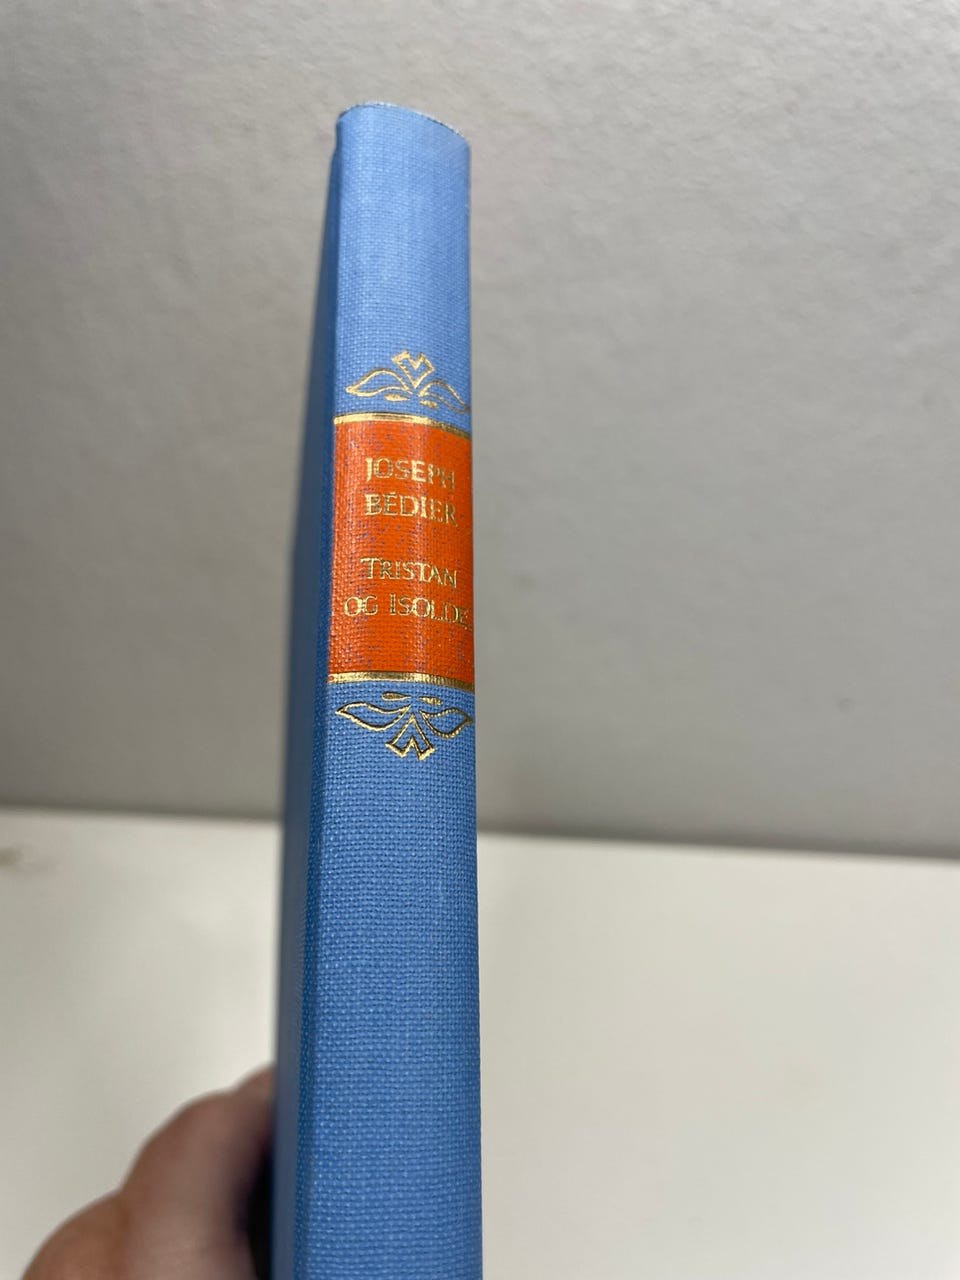 JOSEPH
BÉDIER
TRISTAN
OG ISOLDE